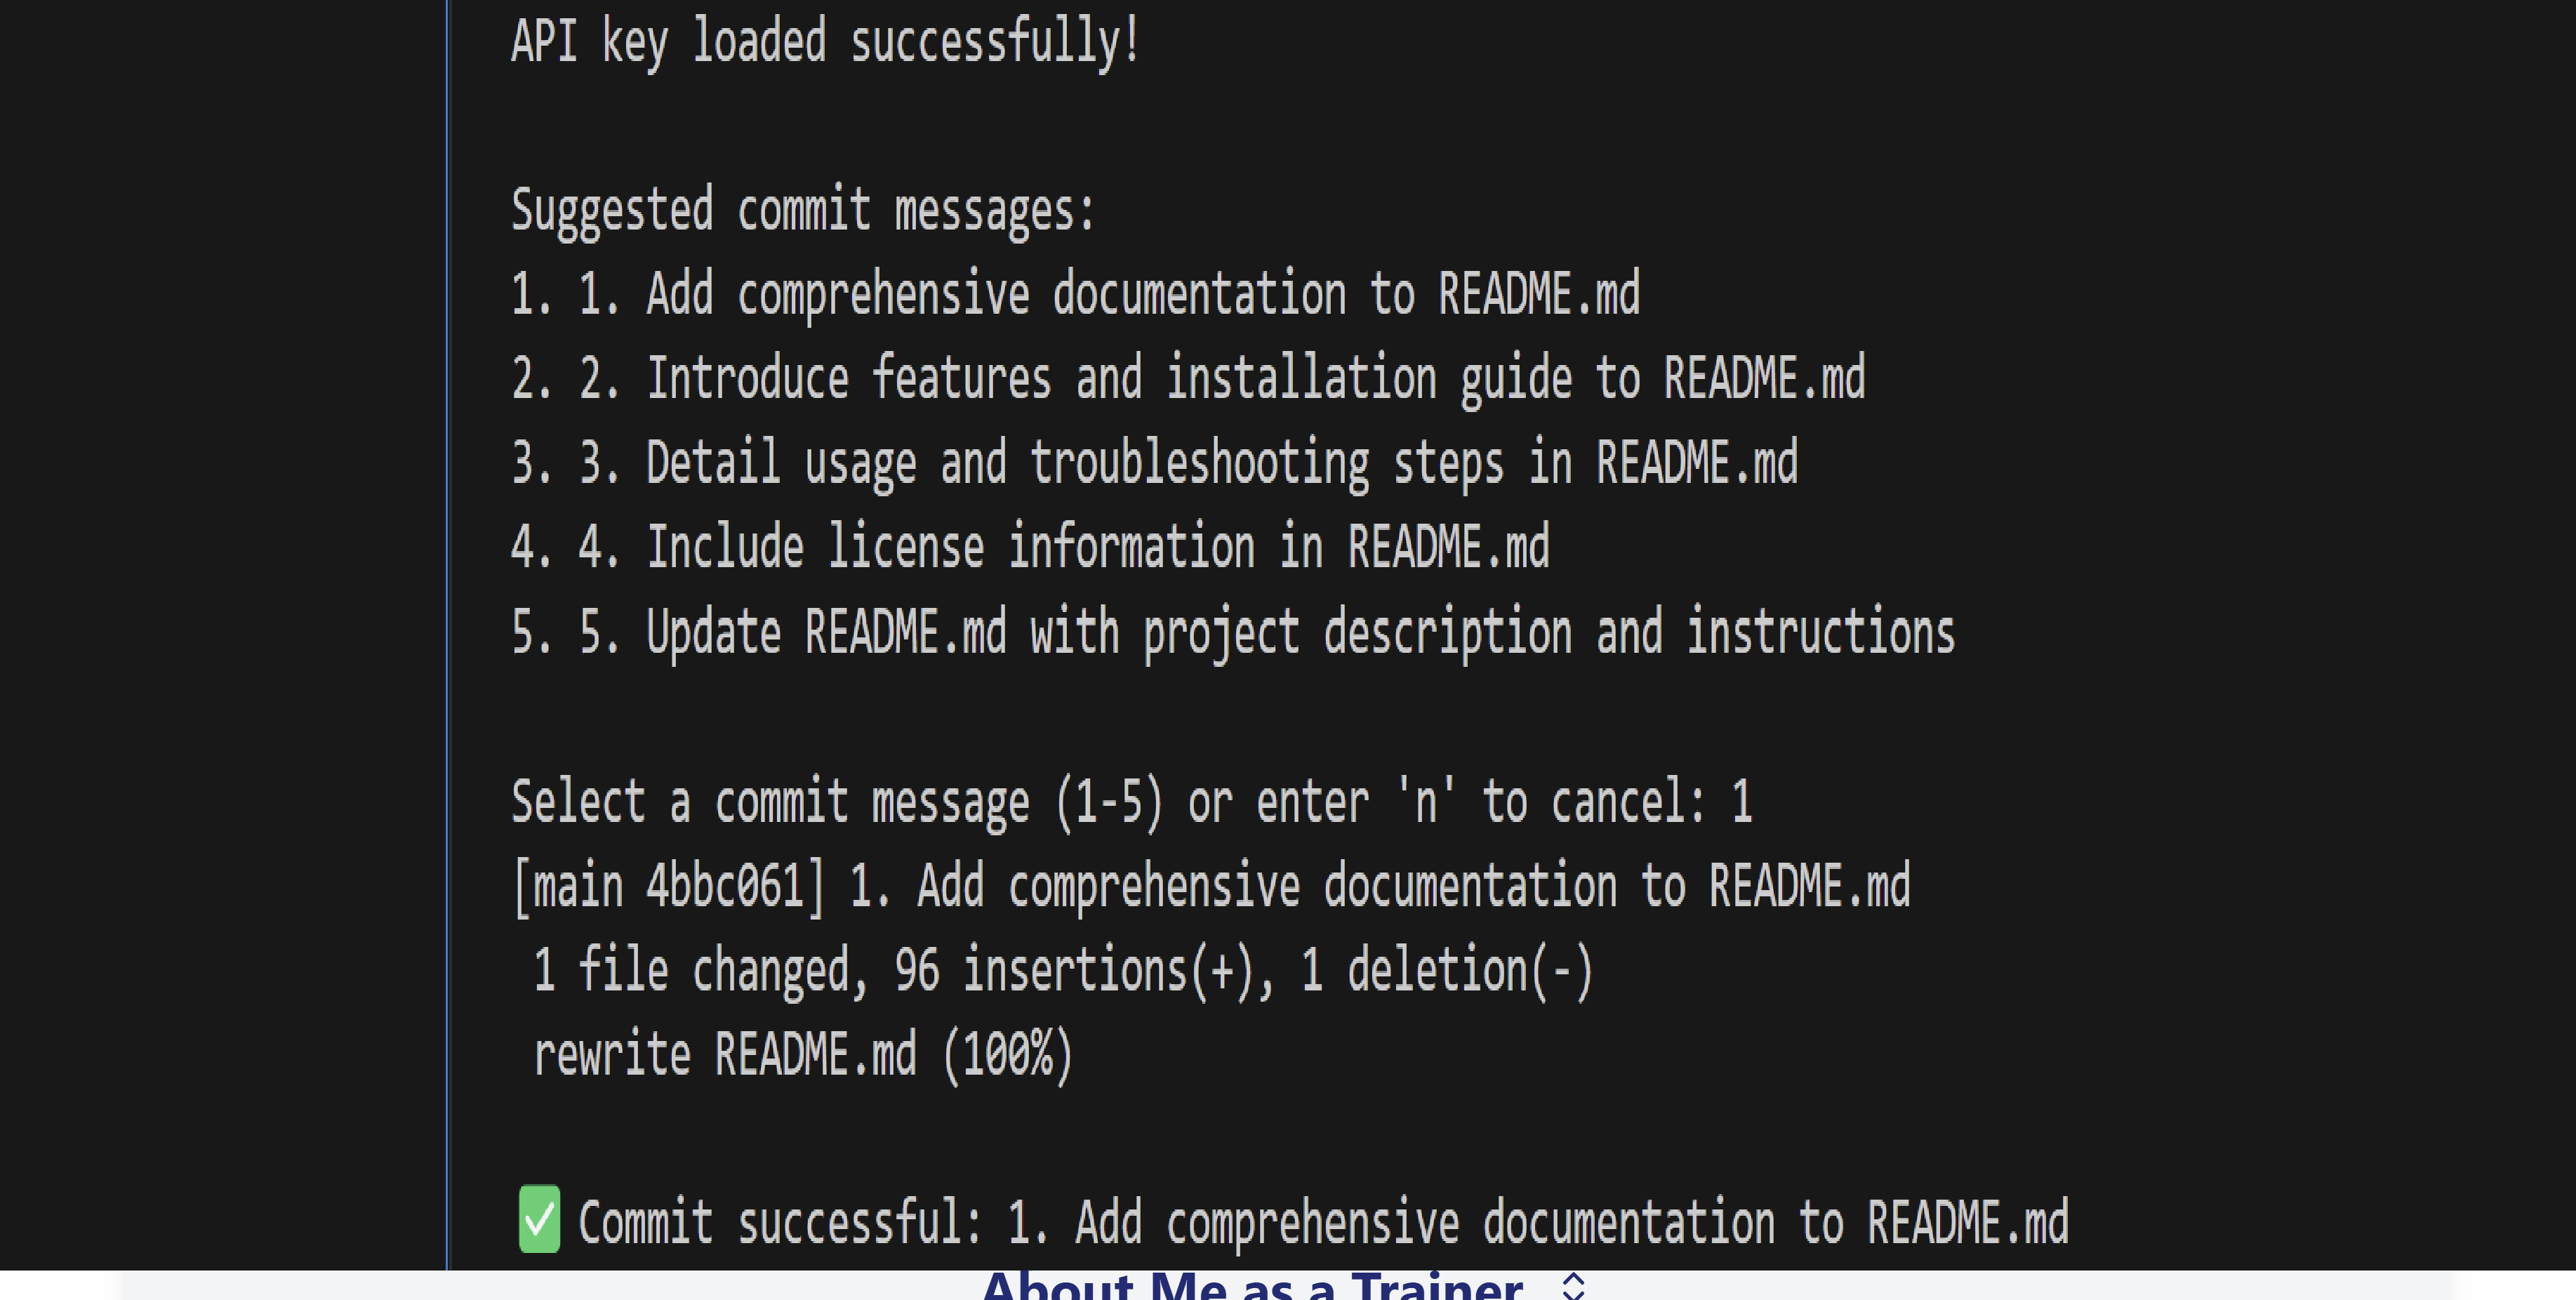 API key loaded successfully!
Suggested commit messages:
1. 1. Add comprehensive documentation to README.md
2. 2. Introduce features and installation guide to README.md
3. 3. Detail usage and troubleshooting steps in README.md
4. 4. Include license information in README.md
5. 5. Update README.md with project description and instructions
Select a commit message (1-5) or enter 'n' to cancel: 1
[main 4bbc061] 1. Add comprehensive documentation to README.md
1 file changed, 96 insertions(+), 1 deletion(-)
rewrite README.md (100%)
✅ Commit successful: 1. Add comprehensive documentation to README.md
About Me as a Trainer